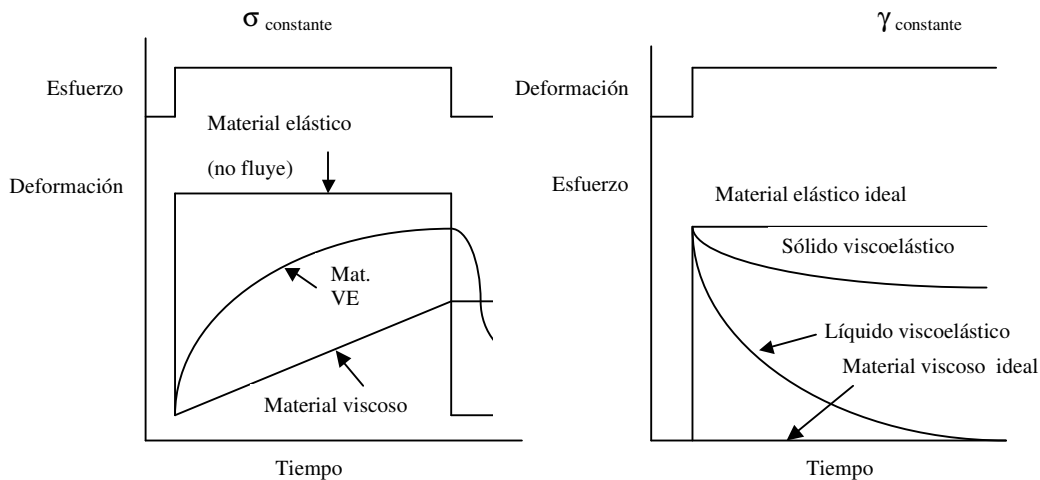 σ constante
Esfuerzo
Material elástico
(no fluye)
Deformación
Mat.
VE
Material viscoso
Tiempo
γ constante
Deformación
Esfuerzo
Material elástico ideal
Sólido viscoelástico
Líquido viscoelástico
Material viscoso ideal
Tiempo